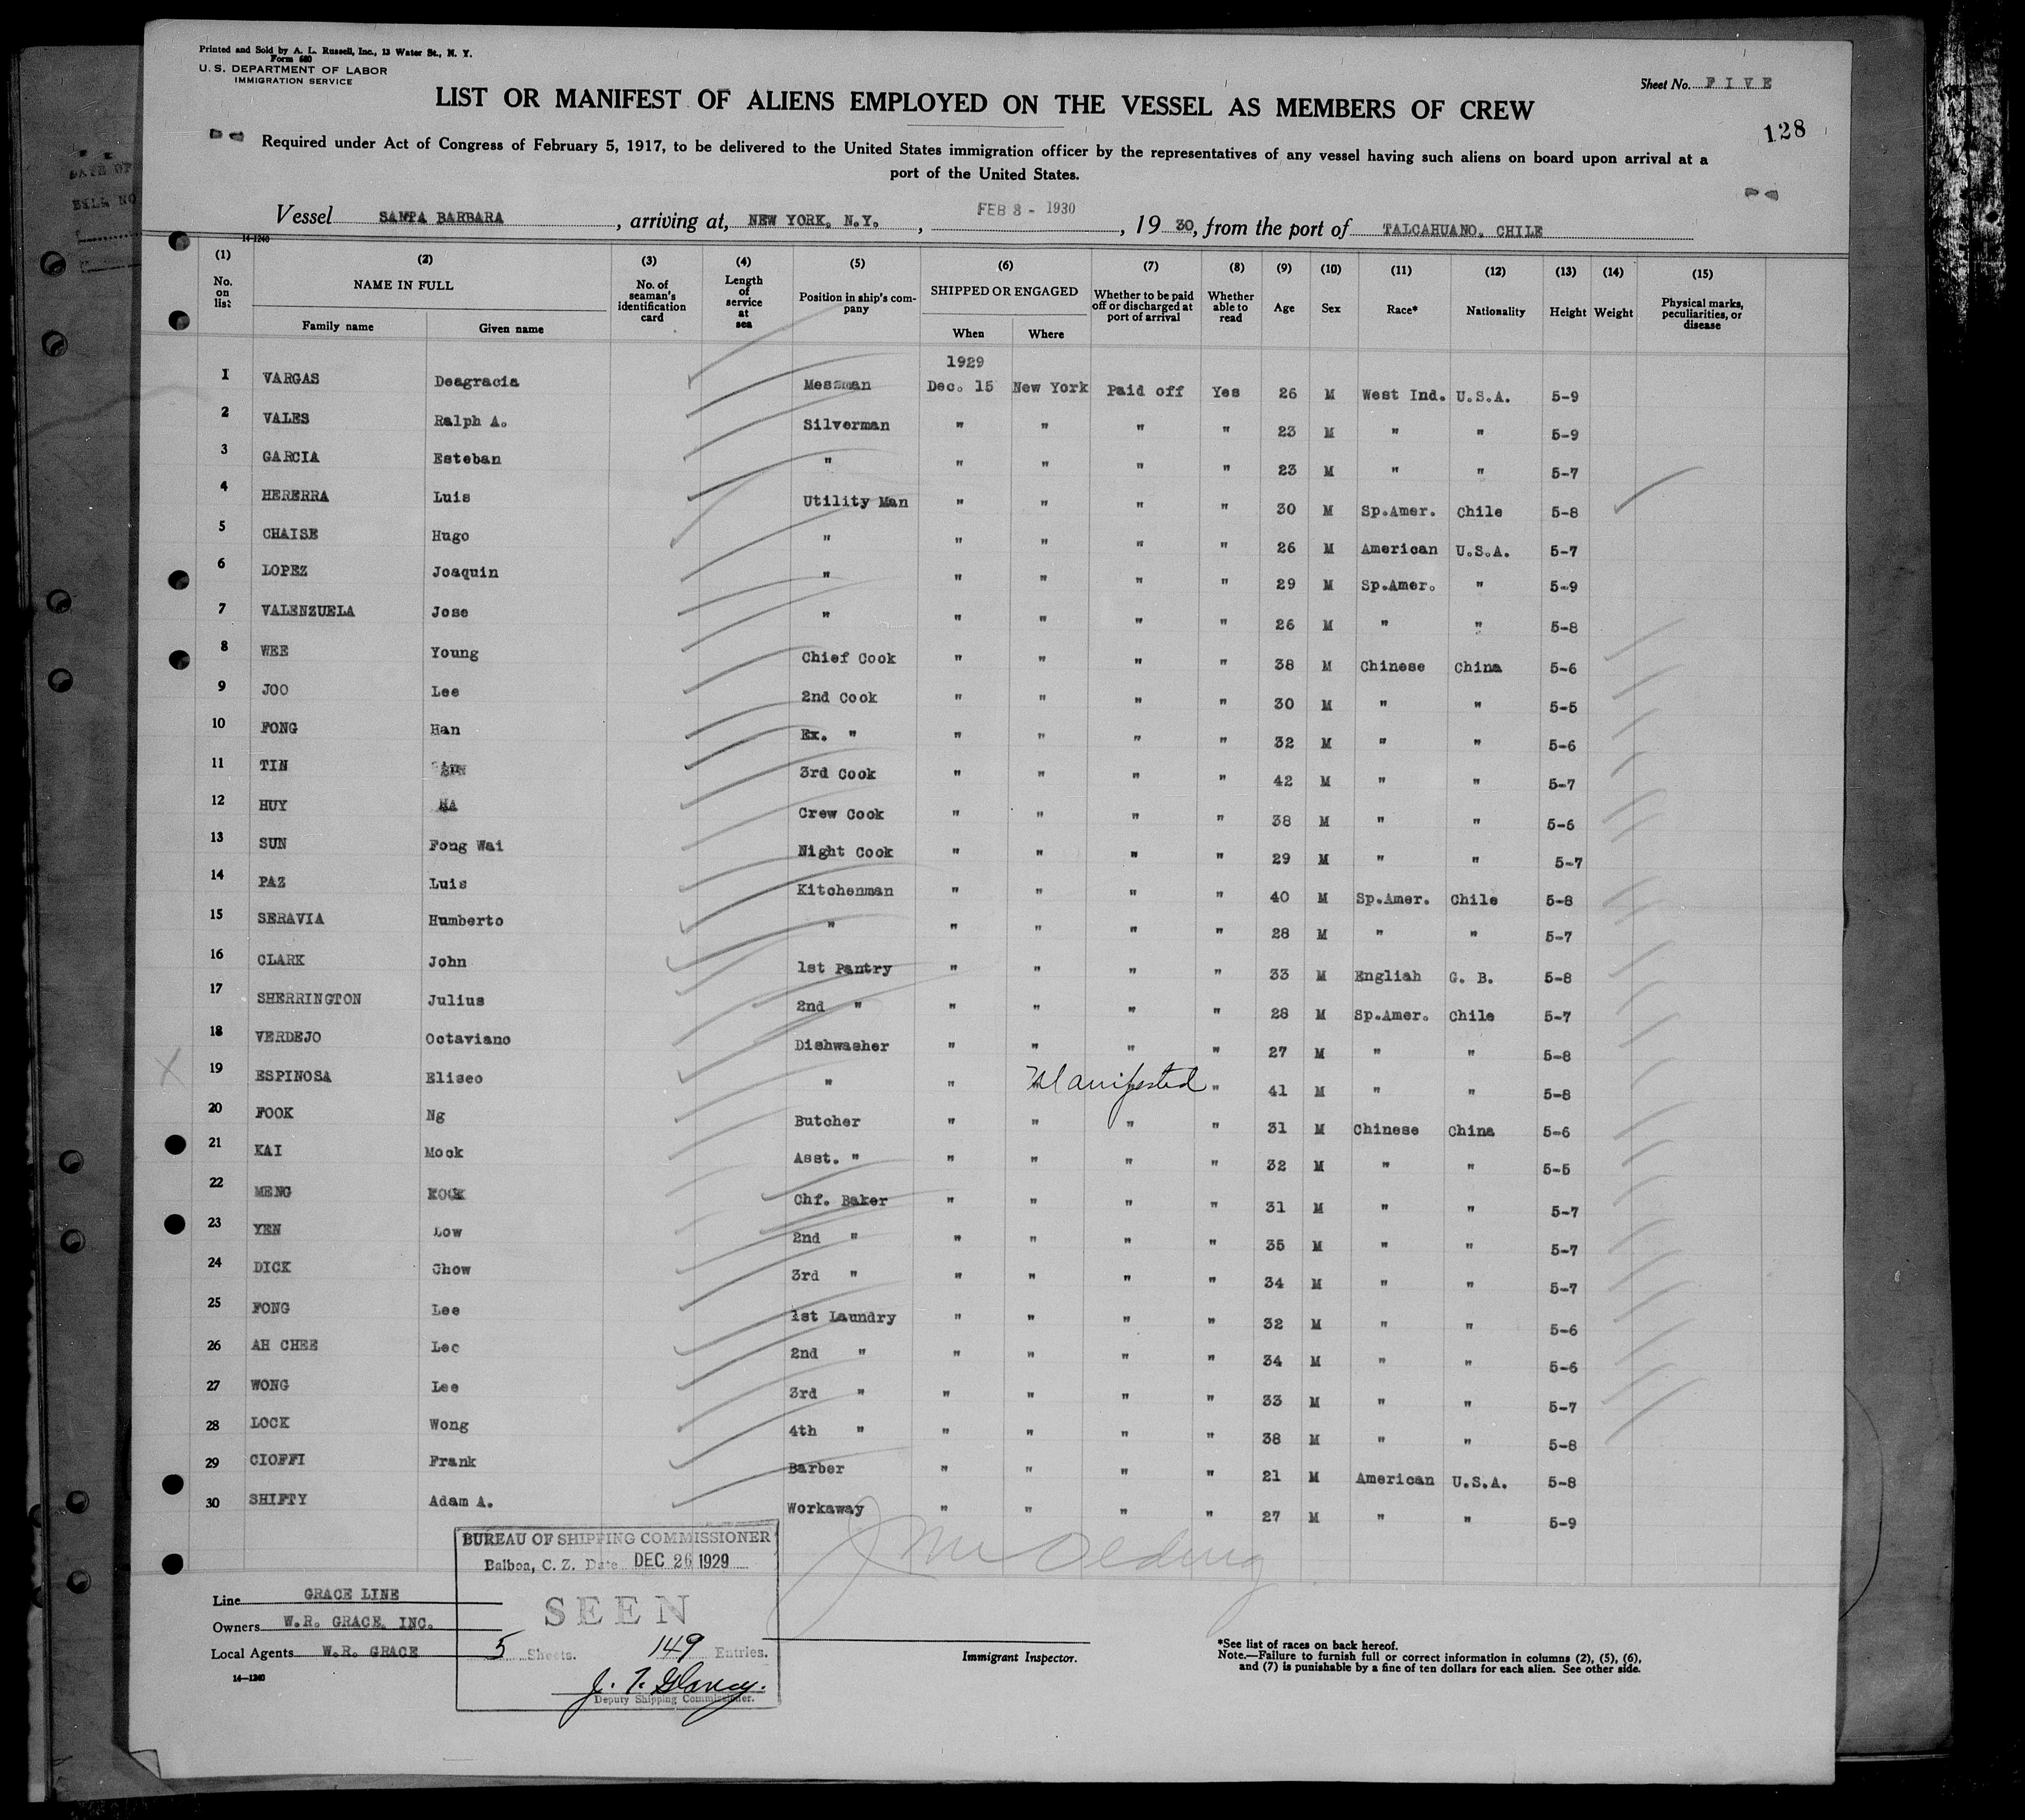 Printed and Sold by A. L. Russell, Inc., 13 Water St., N. Y.
Form 680
U. S. DEPARTMENT OF LABOR
IMMIGRATION SERVICE
Sheet No. FIVE
LIST OR MANIFEST OF ALIENS EMPLOYED ON THE VESSEL AS MEMBERS OF CREW
128
Required under Act of Congress of February 5, 1917, to be delivered to the United States immigration officer by the representatives of any vessel having such aliens on board upon arrival at a
port of the United States.
Vessel SANTA BARBARA, arriving at, NEW YORK, N.Y., FEB 3 - 1930, 19 30, from the port of TALCAHUANO, CHILE
14-1240
(1) (2) (3) (4) (5) (6) (7) (8) (9) (10) (11) (12) (13) (14) (15)
No. on list NAME IN FULL Family name Given name No. of seaman's identification card Length of service at sea Position in ship's company SHIPPED OR ENGAGED When Where Whether to be paid off or discharged at port of arrival Whether able to read Age Sex Race* Nationality Height Weight Physical marks, peculiarities, or disease
1929
1 VARGAS Deagracia Messman Dec. 15 New York Paid off Yes 26 M West Ind. U.S.A. 5-9
2 VALES Ralph A. Silverman " " " " 23 M " " 5-9
3 GARCIA Esteban " " " " " 23 M " " 5-7
4 HERERRA Luis Utility Man " " " " 30 M Sp.Amer. Chile 5-8
5 CHAISE Hugo " " " " " 26 M American U.S.A. 5-7
6 LOPEZ Joaquin " " " " " 29 M Sp.Amer. " 5-9
7 VALENZUELA Jose " " " " " 26 M " " 5-8
8 WEE Young Chief Cook " " " " 38 M Chinese China 5-6
9 JOO Lee 2nd Cook " " " " 30 M " " 5-5
10 FONG Han Ex. " " " " " 32 M " " 5-6
11 TIN 3rd Cook " " " " 42 M " " 5-7
12 HUY HA Crew Cook " " " " 38 M " " 5-6
13 SUN Fong Wai Night Cook " " " " 29 M " " 5-7
14 PAZ Luis Kitchenman " " " " 40 M Sp.Amer. Chile 5-8
15 SERAVIA Humberto " " " " " 28 M " " 5-7
16 CLARK John 1st Pantry " " " " 33 M Engliah G. B. 5-8
17 SHERRINGTON Julius 2nd " " " " " 28 M Sp.Amer. Chile 5-7
18 VERDEJO Octaviano Dishwasher " " " " 27 M " " 5-8
X 19 ESPINOSA Eliseo " " Manifested " 41 M " " 5-8
20 FOOK Ng Butcher " " " " 31 M Chinese China 5-6
21 KAI Mock Asst. " " " " " 32 M " " 5-5
22 MENG KOCK Chf. Baker " " " " 31 M " " 5-7
23 YEN Low 2nd " " " " " 35 M " " 5-7
24 DICK Chow 3rd " " " " " 34 M " " 5-7
25 FONG Lee 1st Laundry " " " " 32 M " " 5-6
26 AH CHEE Lee 2nd " " " " " 34 M " " 5-6
27 WONG Lee 3rd " " " " " 33 M " " 5-7
28 LOCK Wong 4th " " " " " 38 M " " 5-8
29 CIOFFI Frank Barber " " " " 21 M American U.S.A. 5-8
30 SHIFTY Adam A. Workaway " " " " 27 M " " 5-9
BUREAU OF SHIPPING COMMISSIONER
Balboa, C. Z. Date DEC 26 1929
SEEN
5 Sheets. 149 Entries.
Deputy Shipping Commissioner.
Line GRACE LINE
Owners W.R. GRACE, INC.
Local Agents W.R. GRACE
14-1240
Immigrant Inspector.
*See list of races on back hereof.
Note.—Failure to furnish full or correct information in columns (2), (5), (6),
and (7) is punishable by a fine of ten dollars for each alien. See other side.